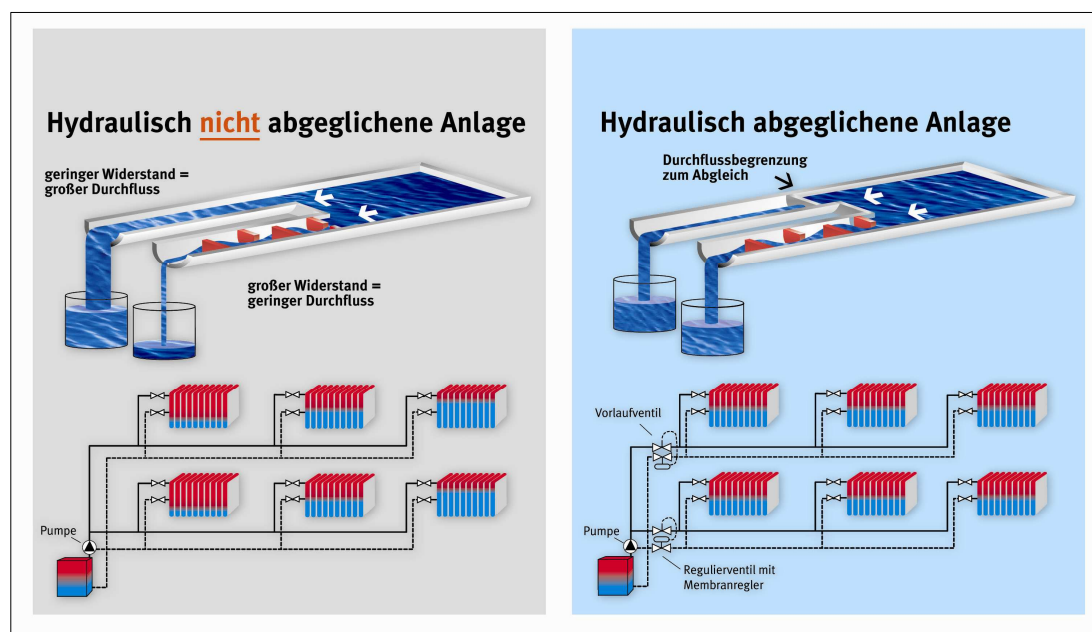 Hydraulisch nicht abgeglichene Anlage
geringer Widerstand =
großer Durchfluss
großer Widerstand =
geringer Durchfluss
Pumpe
Hydraulisch abgeglichene Anlage
Durchflussbegrenzung
zum Abgleich
Vorlaufventil
Pumpe
Regulierventil mit
Membranregler